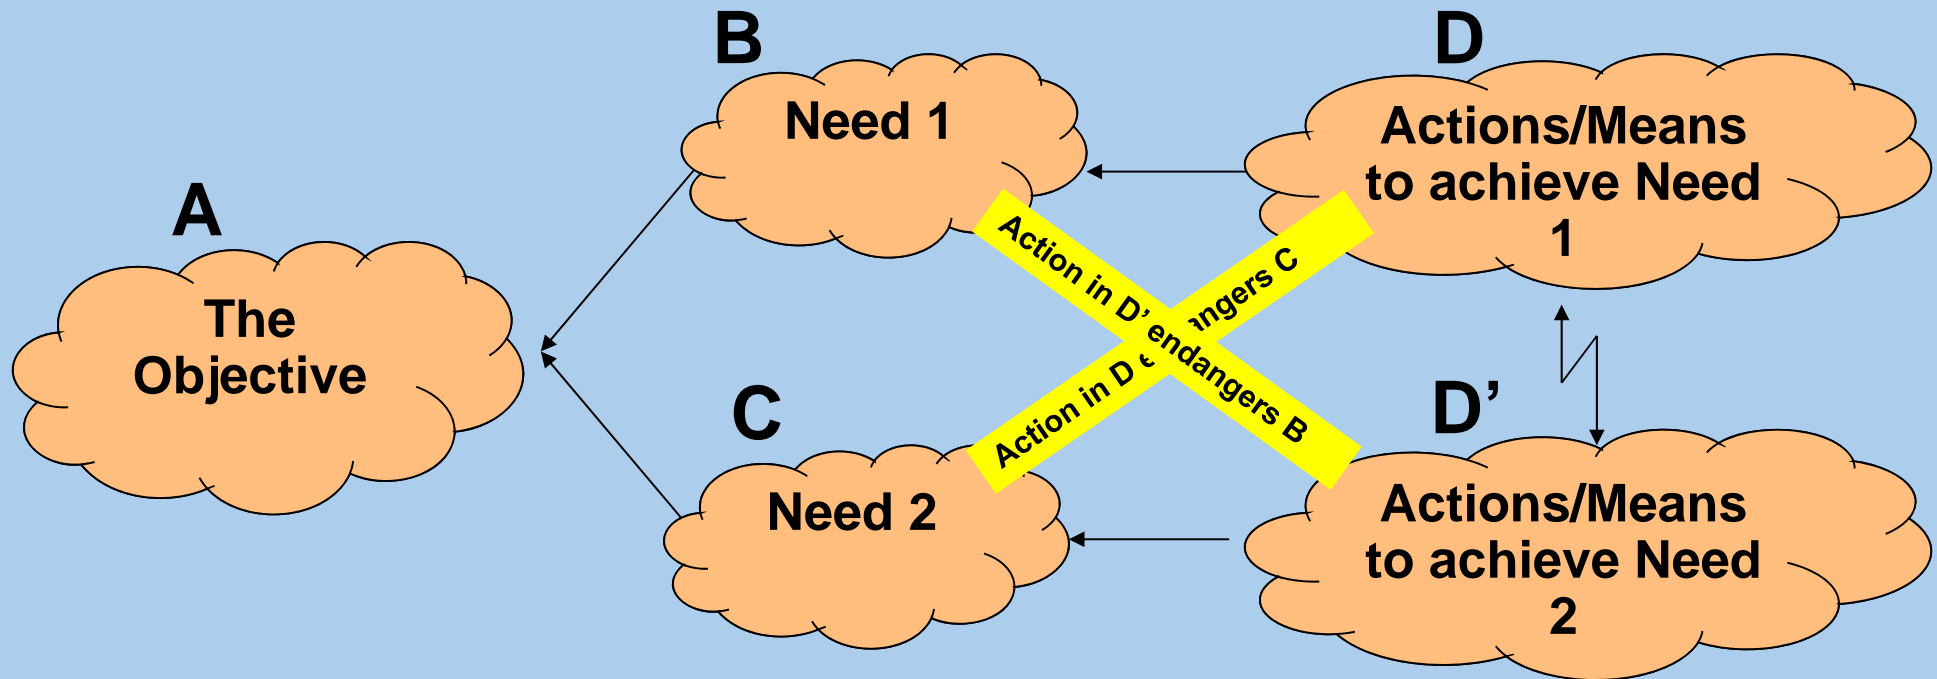 A
The
Objective
B
Need 1
C
Need 2
D
Actions/Means
to achieve Need
1
D’
Actions/Means
to achieve Need
2
Action in D’ endangers B
Action in D angers C